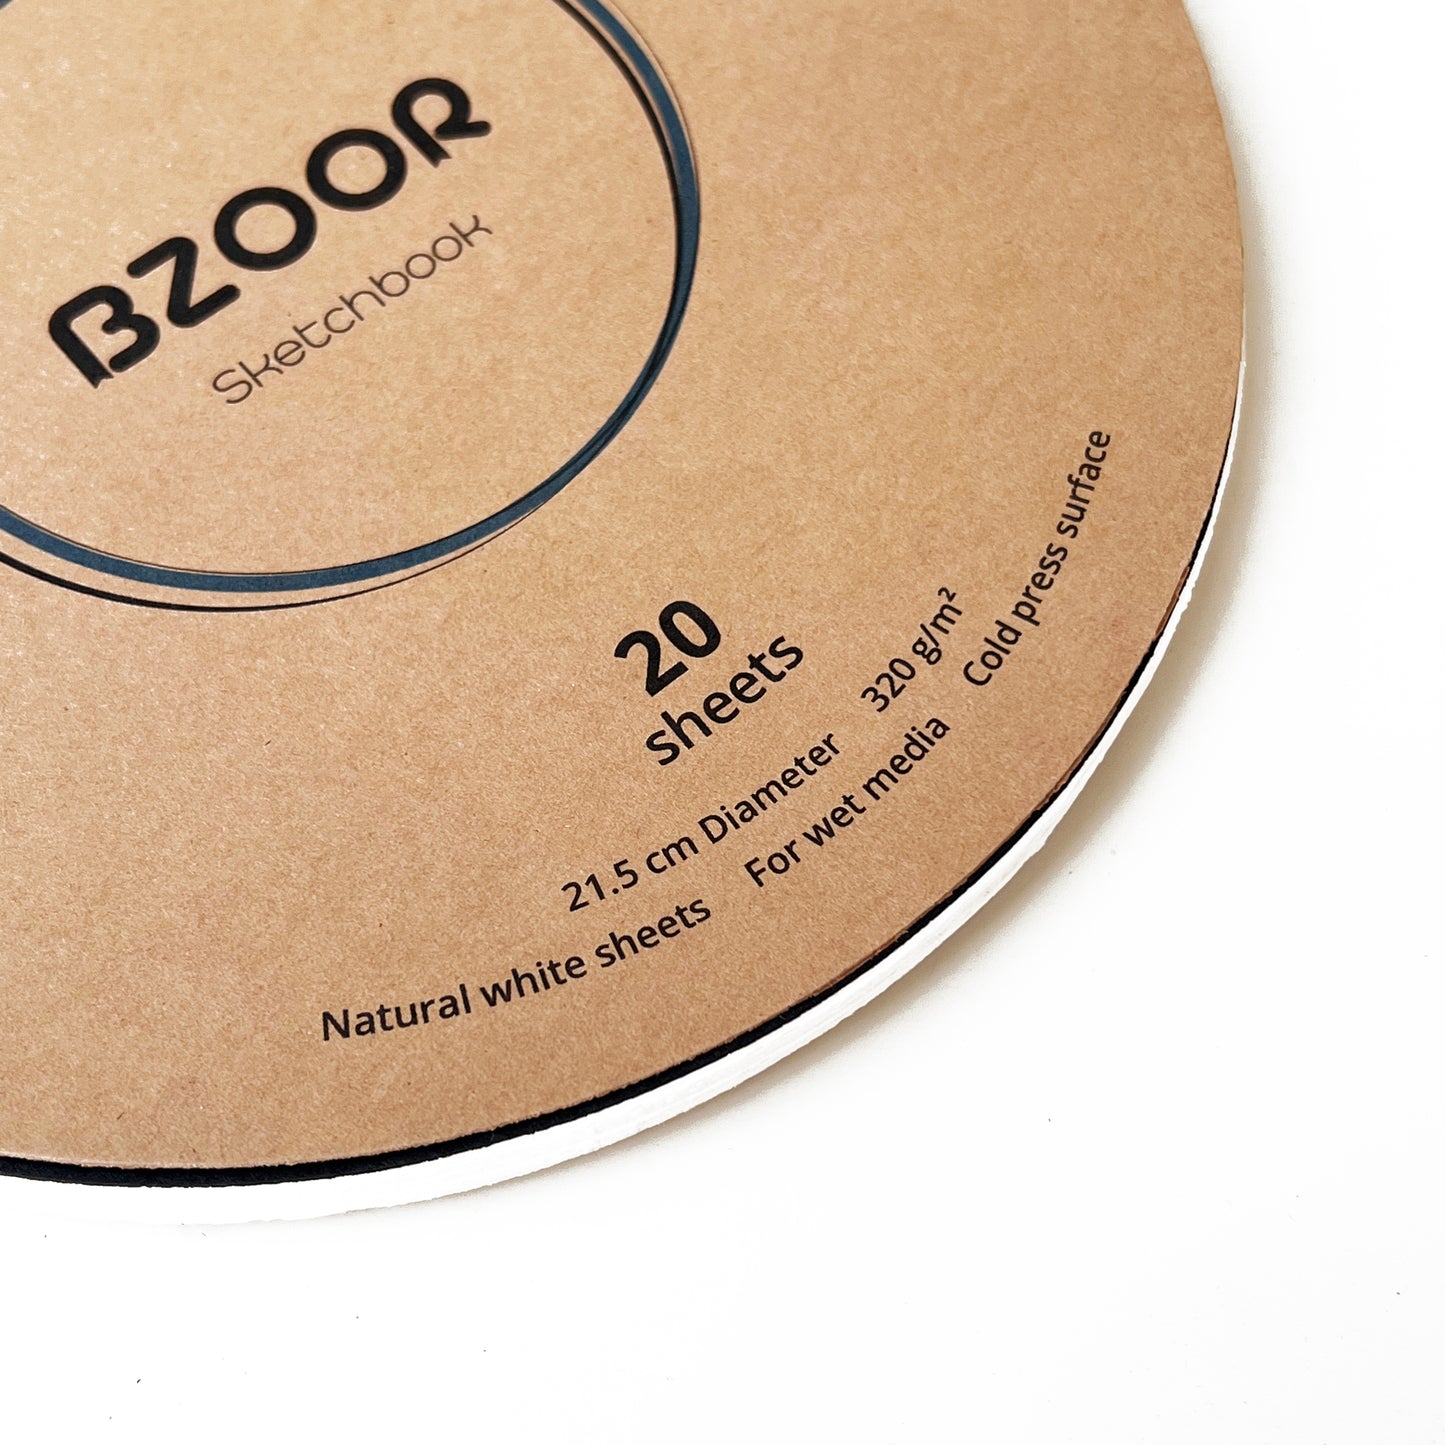 BZOOR
Sketchbook
20
sheets
21.5 cm Diameter 320 g/m²
Natural white sheets For wet media Cold press surface